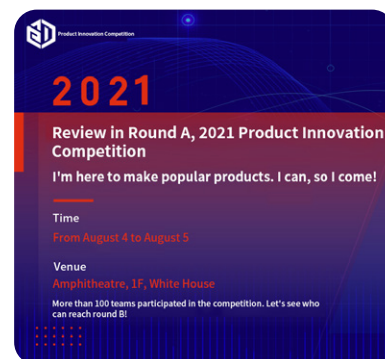 Product Innovation Competition
2021
Review in Round A, 2021 Product Innovation
Competition
I'm here to make popular products. I can, so I come!
Time
From August 4 to August 5
Venue
Amphitheatre, 1F, White House
More than 100 teams participated in the competition. Let's see who
can reach round B!